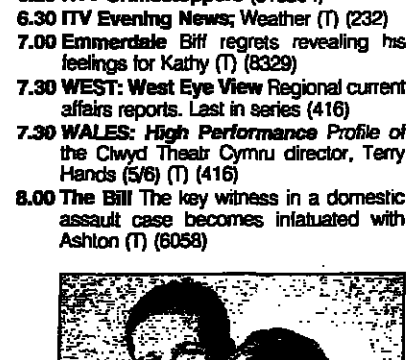 6.30 ITV Evening News; Weather (T) (232)
7.00 Emmerdale Biff regrets revealing his
feelings for Kathy (T) (8329)
7.30 WEST: West Eye View Regional current
affairs reports. Last in series (416)
7.30 WALES: High Performance Profile of
the Clwyd Theatr Cymru director, Terry
Hands (5/6) (T) (416)
8.00 The Bill The key witness in a domestic
assault case becomes infatuated with
Ashton (T) (6058)